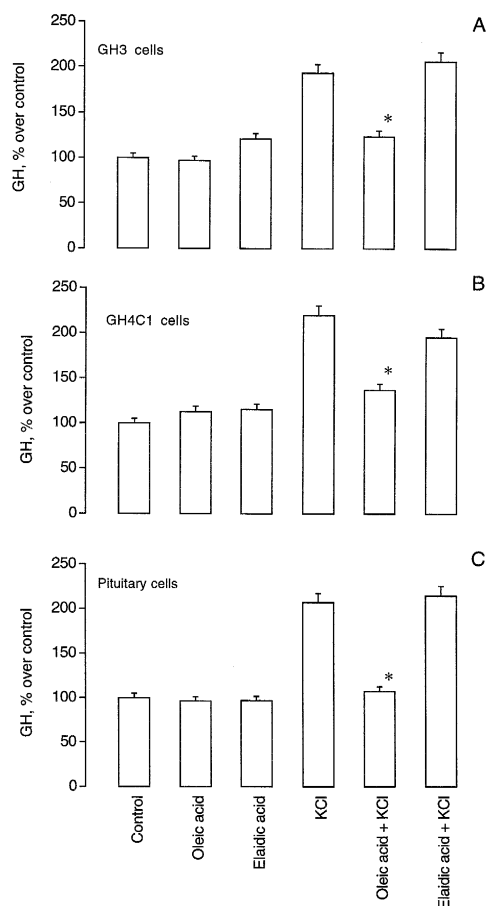 A
GH3 cells
250
200
150
100
50
0
GH, % over control
*
B
GH4C1 cells
250
200
150
100
50
0
GH, % over control
*
C
Pituitary cells
250
200
150
100
50
0
GH, % over control
*
Control
Oleic acid
Elaidic acid
KCl
Oleic acid + KCl
Elaidic acid + KCl